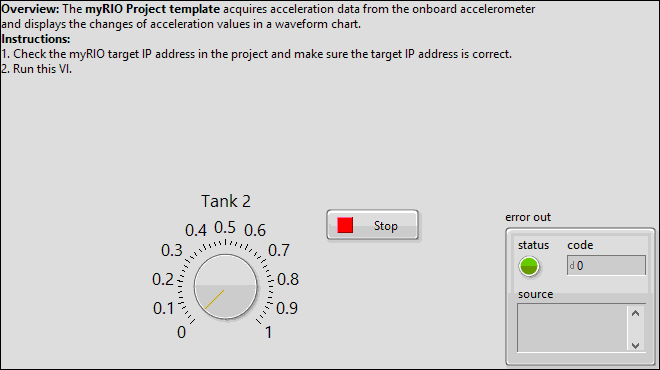 Overview: The myRIO Project template acquires acceleration data from the onboard accelerometer
and displays the changes of acceleration values in a waveform chart.
Instructions:
1. Check the myRIO target IP address in the project and make sure the target IP address is correct.
2. Run this VI.
Tank 2
0 0.1 0.2 0.3 0.4 0.5 0.6 0.7 0.8 0.9 1
Stop
error out
status code
d 0
source